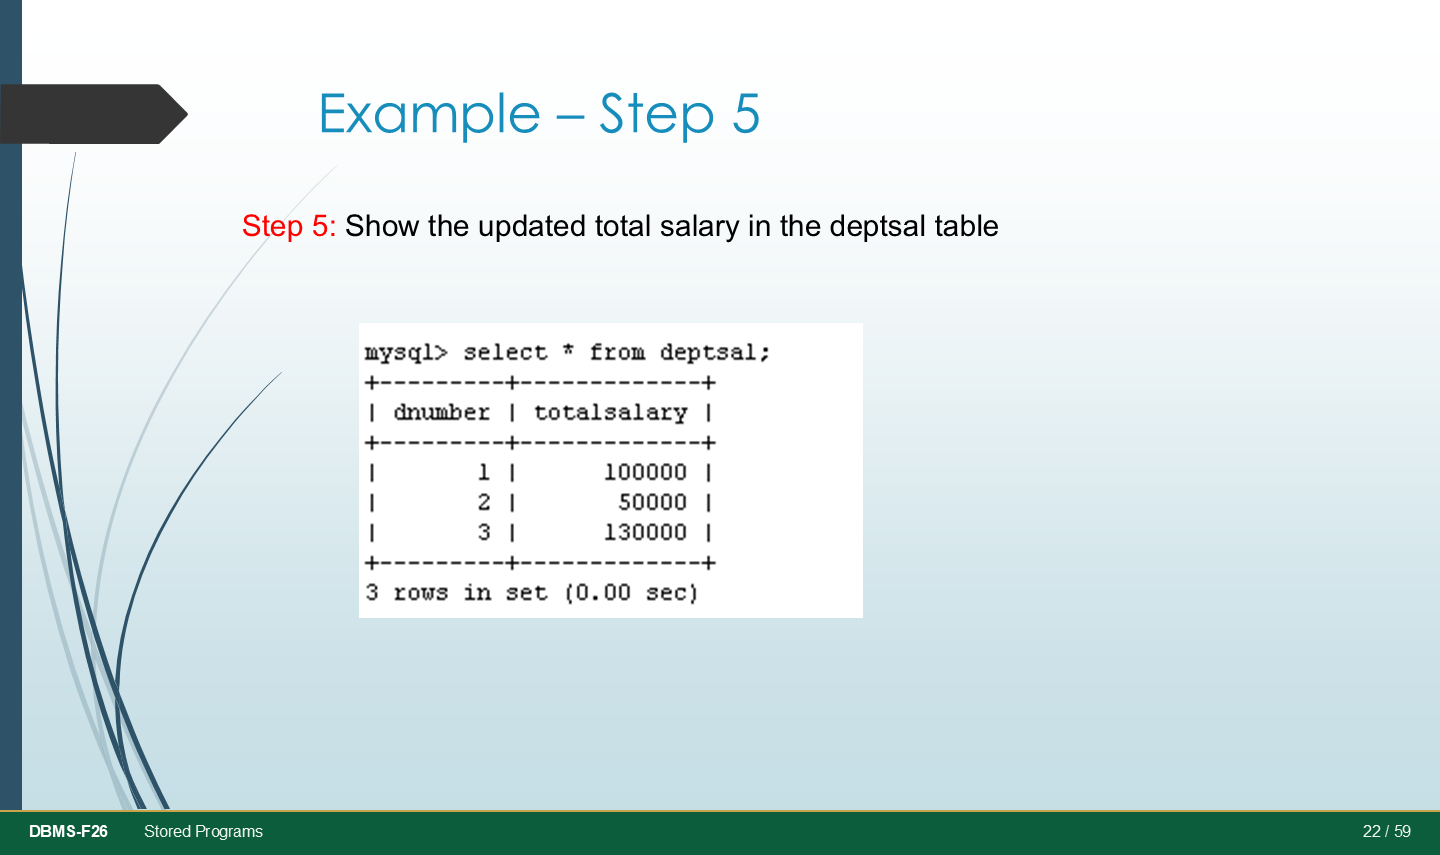 Example – Step 5
Step 5: Show the updated total salary in the deptsal table
mysql> select * from deptsal;
+---------+-------------+
| dnumber | totalsalary |
+---------+-------------+
|       1 |      100000 |
|       2 |       50000 |
|       3 |      130000 |
+---------+-------------+
3 rows in set (0.00 sec)
DBMS-F26 Stored Programs 22 / 59